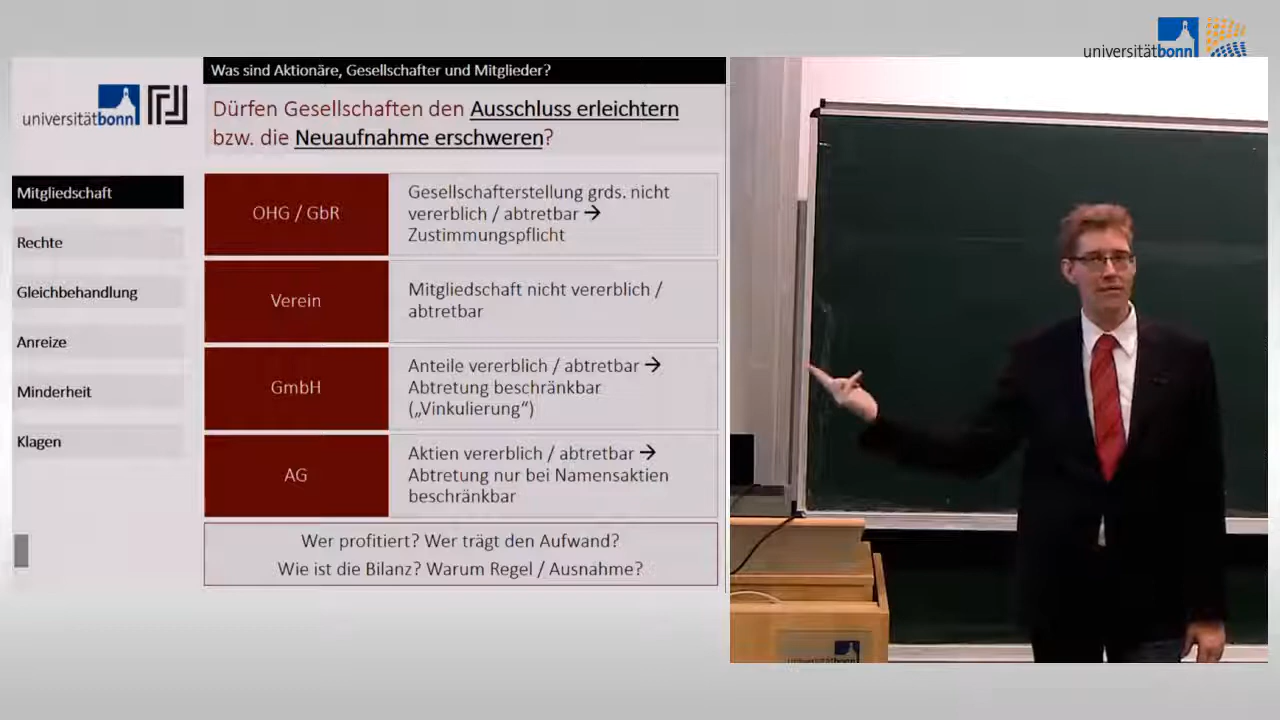 universitätbonn
Was sind Aktionäre, Gesellschafter und Mitglieder?
universitätbonn
Dürfen Gesellschaften den Ausschluss erleichtern
bzw. die Neuaufnahme erschweren?
Mitgliedschaft
Rechte
Gleichbehandlung
Anreize
Minderheit
Klagen
OHG / GbR
Gesellschafterstellung grds. nicht
vererblich / abtretbar →
Zustimmungspflicht
Verein
Mitgliedschaft nicht vererblich /
abtretbar
GmbH
Anteile vererblich / abtretbar →
Abtretung beschränkbar
(„Vinkulierung“)
AG
Aktien vererblich / abtretbar →
Abtretung nur bei Namensaktien
beschränkbar
Wer profitiert? Wer trägt den Aufwand?
Wie ist die Bilanz? Warum Regel / Ausnahme?